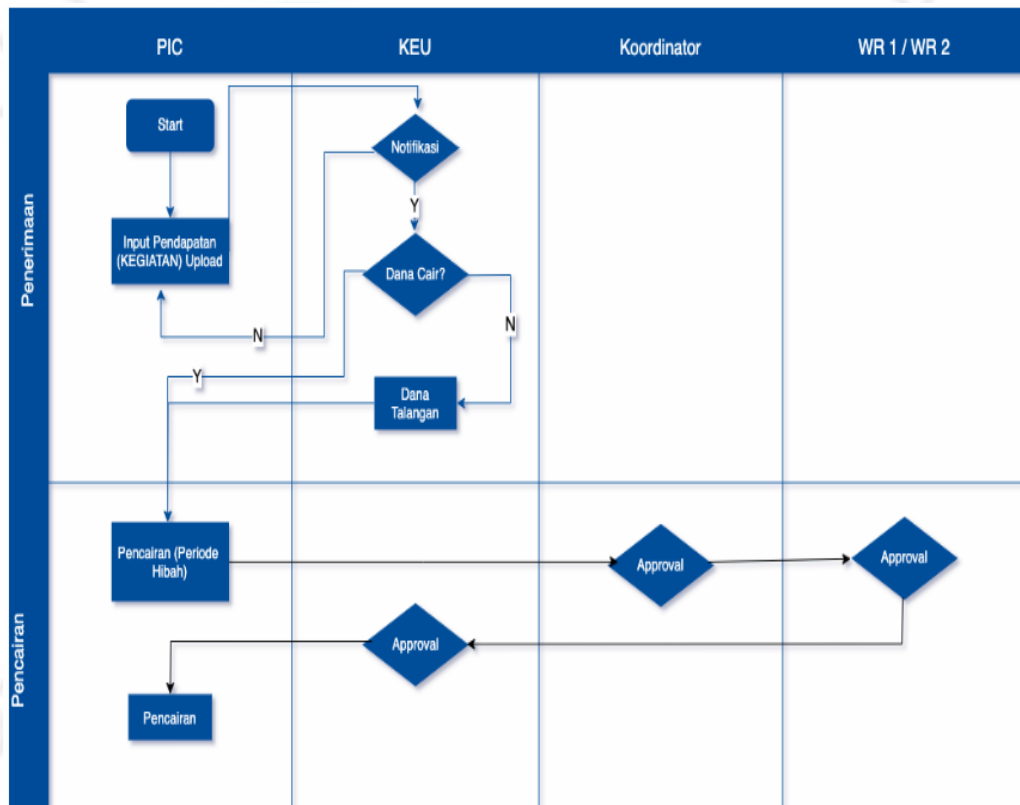 PIC
KEU
Koordinator
WR 1 / WR 2
Penerimaan
Start
Notifikasi
Y
Input Pendapatan
(KEGIATAN) Upload
Dana Cair?
N
N
Y
Dana
Talangan
Pencairan
Pencairan (Periode
Hibah)
Approval
Approval
Approval
Pencairan